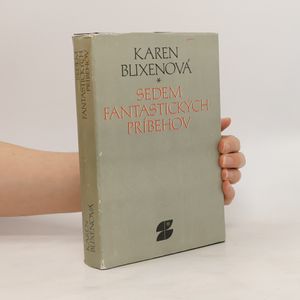 KAREN
BLIXENOVÁ
*
SEDEM
FANTASTICKÝCH
PRÍBEHOV
SEDEM
FANTASTICKÝCH
PRÍBEHOV
KAREN
BLIXENOVÁ